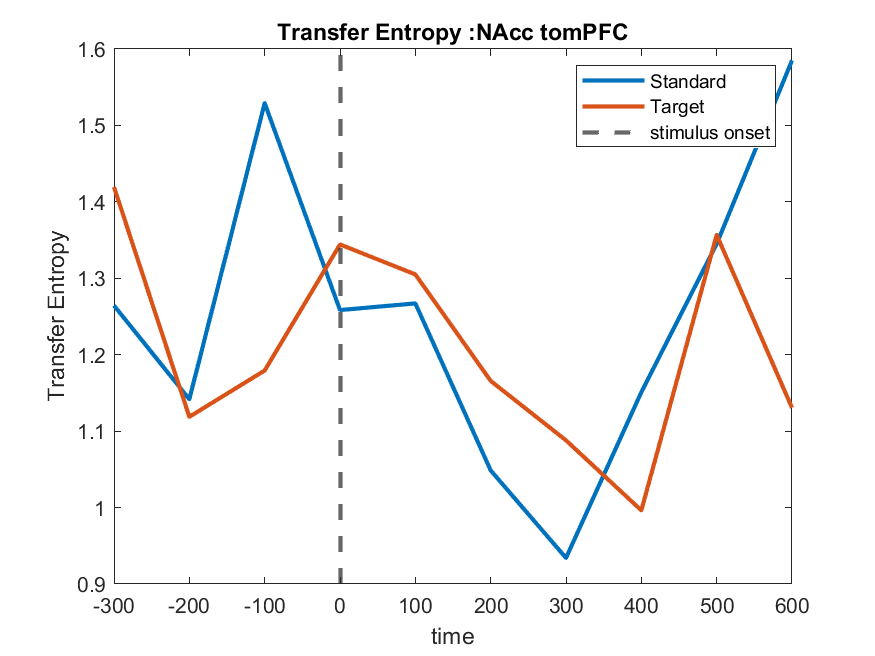 Transfer Entropy :NAcc tomPFC
Transfer Entropy
1.6
1.5
1.4
1.3
1.2
1.1
1
0.9
Standard
Target
stimulus onset
-300 -200 -100 0 100 200 300 400 500 600
time